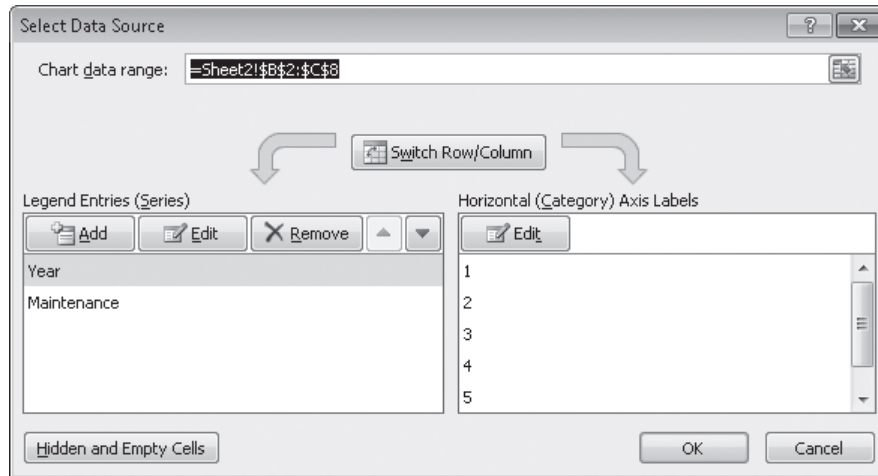 Select Data Source
Chart data range: =Sheet2!$B$2:$C$8
Switch Row/Column
Legend Entries (Series)
Horizontal (Category) Axis Labels
Add Edit Remove
Edit
Year
Maintenance
1
2
3
4
5
Hidden and Empty Cells
OK Cancel